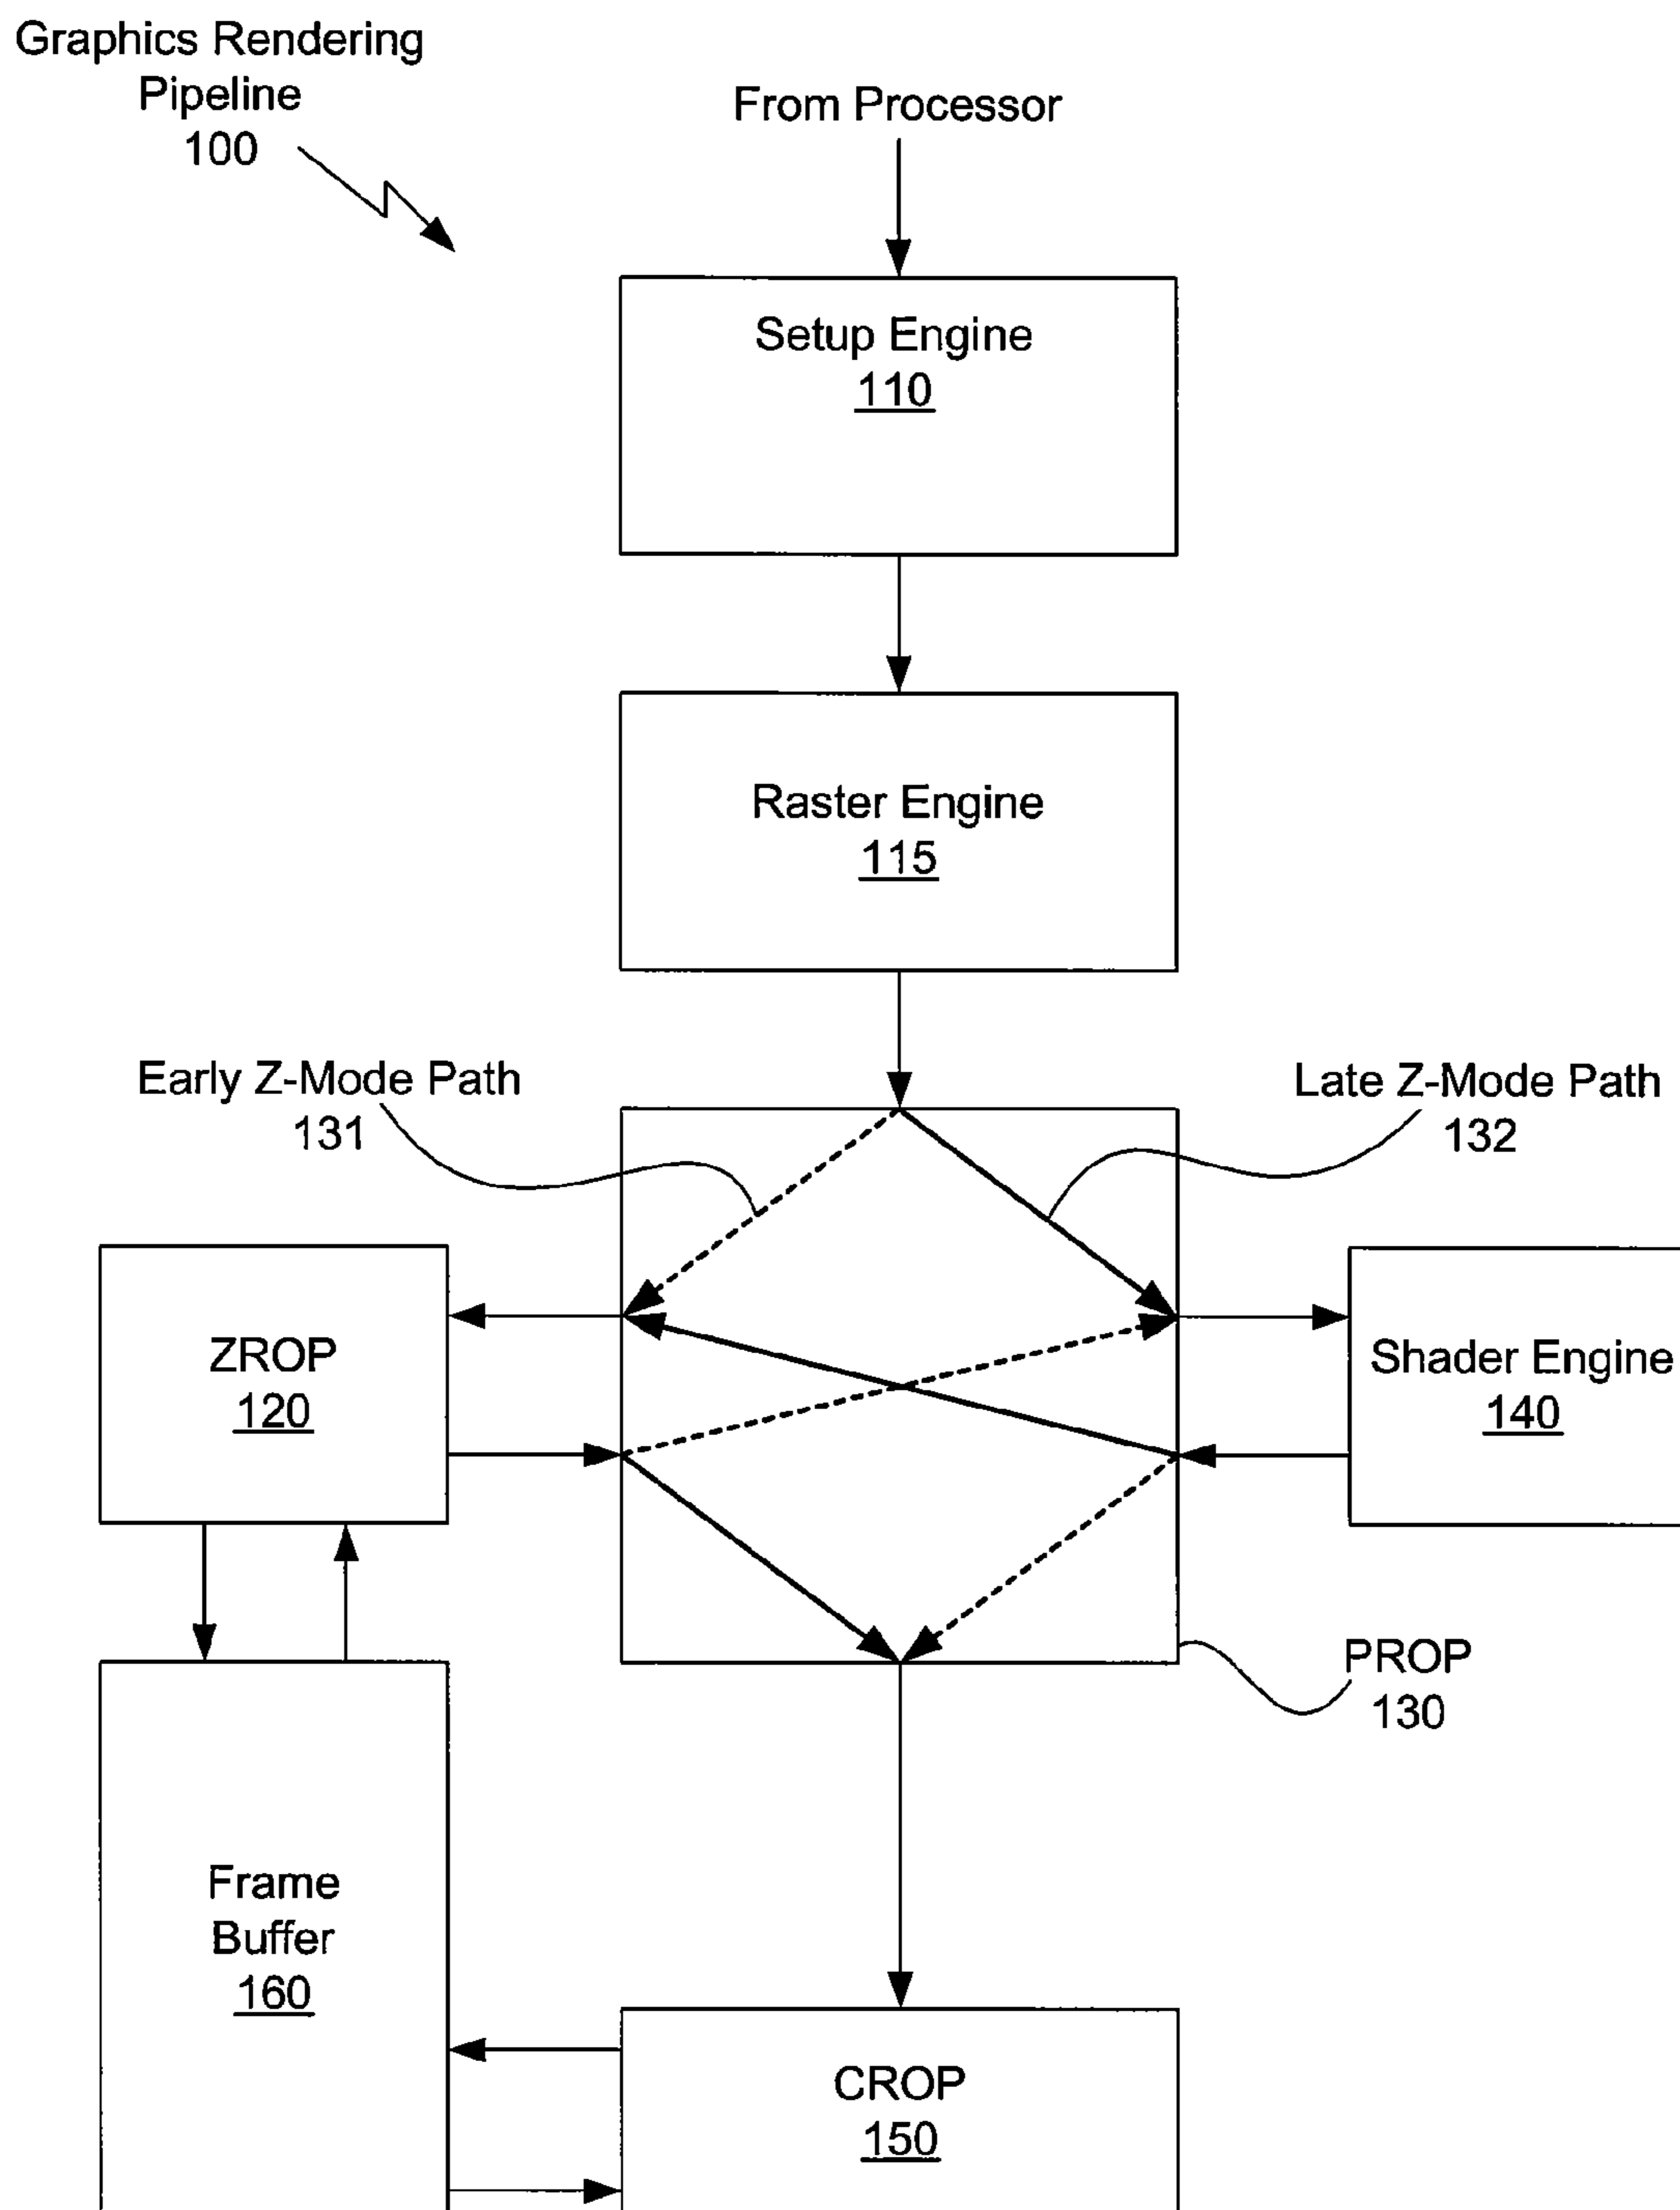 Graphics Rendering
Pipeline
100
From Processor
Setup Engine
110
Raster Engine
115
Early Z-Mode Path
131
Late Z-Mode Path
132
ZROP
120
Shader Engine
140
PROP
130
Frame
Buffer
160
CROP
150